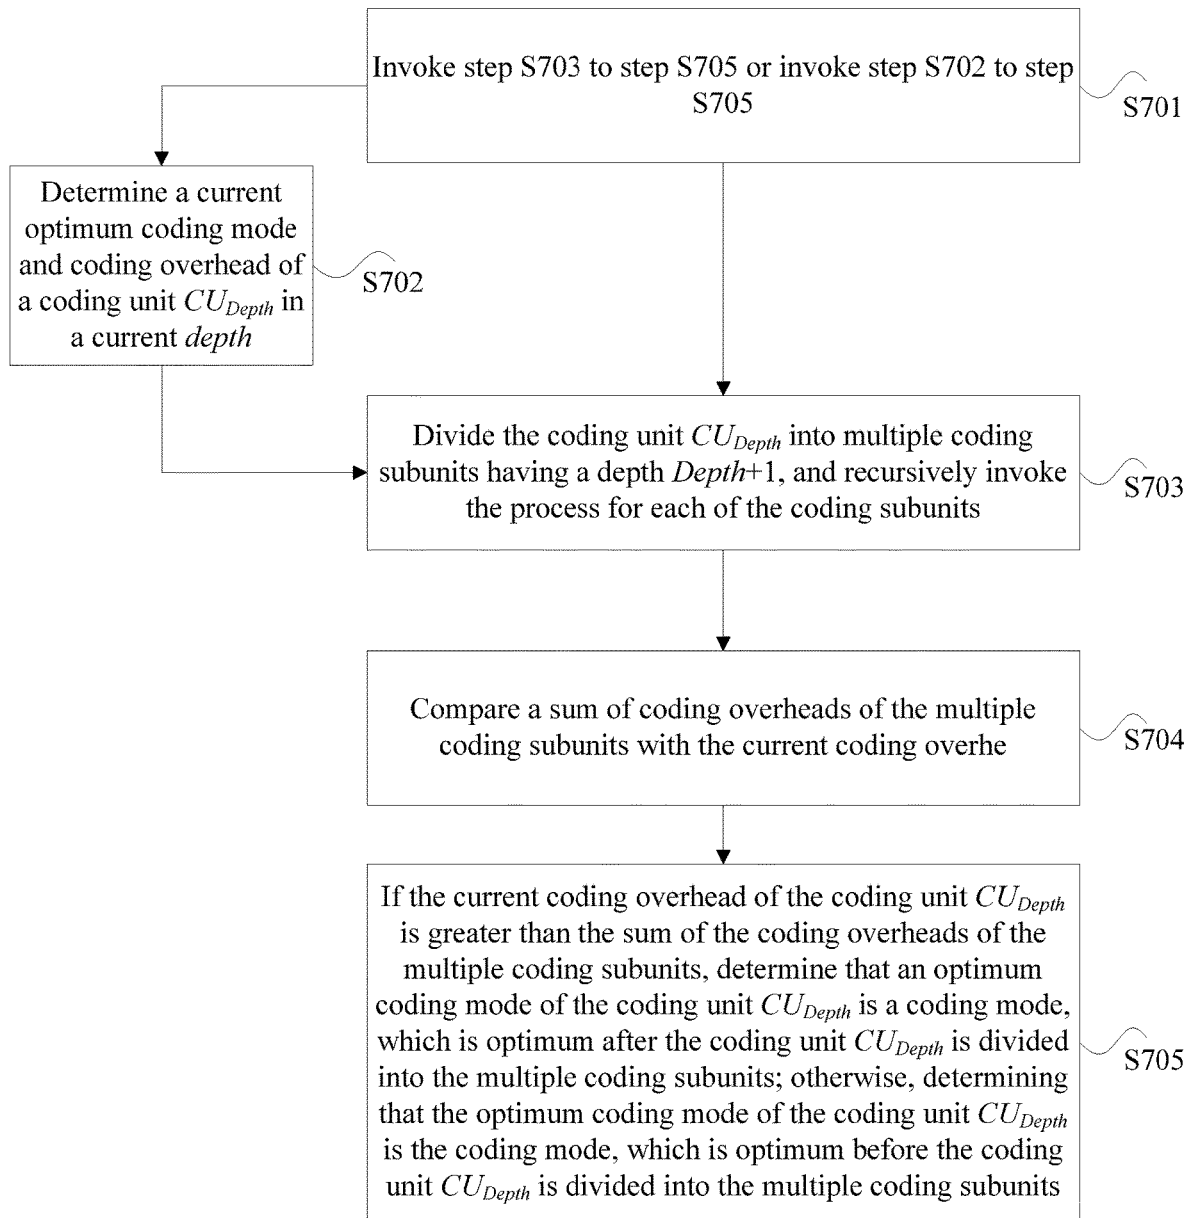 Invoke step S703 to step S705 or invoke step S702 to step
S705
S701
Determine a current
optimum coding mode
and coding overhead of
a coding unit CU_Depth in
a current depth
S702
Divide the coding unit CU_Depth into multiple coding
subunits having a depth Depth+1, and recursively invoke
the process for each of the coding subunits
S703
Compare a sum of coding overheads of the multiple
coding subunits with the current coding overhe
S704
If the current coding overhead of the coding unit CU_Depth
is greater than the sum of the coding overheads of the
multiple coding subunits, determine that an optimum
coding mode of the coding unit CU_Depth is a coding mode,
which is optimum after the coding unit CU_Depth is divided
into the multiple coding subunits; otherwise, determining
that the optimum coding mode of the coding unit CU_Depth
is the coding mode, which is optimum before the coding
unit CU_Depth is divided into the multiple coding subunits
S705